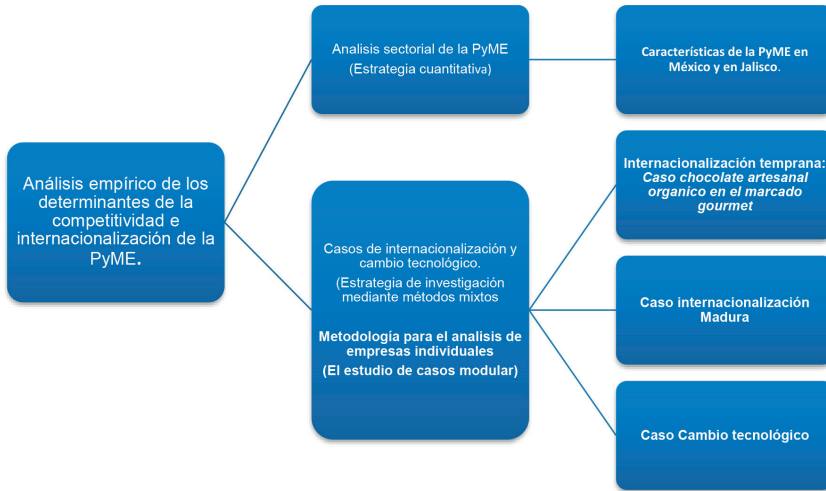 Análisis empírico de los
determinantes de la
competitividad e
internacionalización de la
PyME.
Analisis sectorial de la PyME
(Estrategia cuantitativa)
Características de la PyME en
México y en Jalisco.
Casos de internacionalización y
cambio tecnológico.
(Estrategia de investigación
mediante métodos mixtos
Metodología para el analisis de
empresas individuales
(El estudio de casos modular)
Internacionalización temprana:
Caso chocolate artesanal
organico en el marcado
gourmet
Caso internacionalización
Madura
Caso Cambio tecnológico